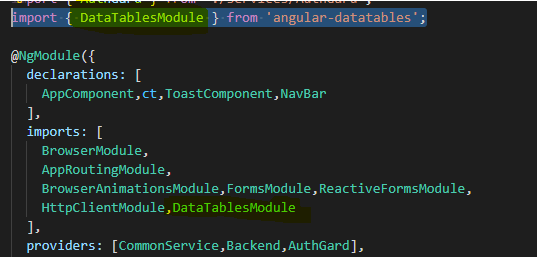 import { DataTablesModule } from 'angular-datatables';
@NgModule({
declarations: [
AppComponent,ct,ToastComponent,NavBar
],
imports: [
BrowserModule,
AppRoutingModule,
BrowserAnimationsModule,FormsModule,ReactiveFormsModule,
HttpClientModule,DataTablesModule
],
providers: [CommonService,Backend,AuthGard],